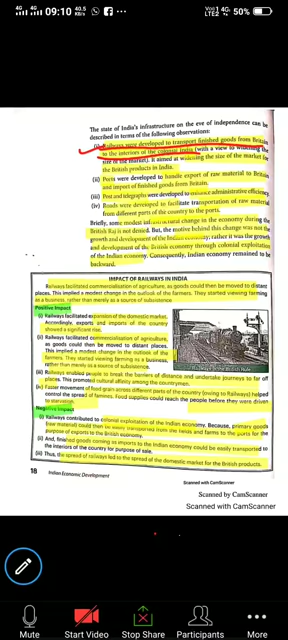 4G 4G 09:10 40.5 KB/s
Vo) 1 4G
LTE2 50%
The state of India's infrastructure on the eve of independence can be
described in terms of the following observations:
(i) Railways were developed to transport finished goods from Britain
to the interiors of the colonial India (with a view to widening the
size of the market). It aimed at widening the size of the market for
the British products in India.
(ii) Ports were developed to handle export of raw material to Britain
and import of finished goods from Britain.
(iii) Post and telegraphs were developed to enhance administrative efficiency.
(iv) Roads were developed to facilitate transportation of raw material
from different parts of the country to the ports.
Briefly, some modest infrastructural change in the economy during the
British Raj is not denied. But, the motive behind this change was not the
growth and development of the Indian economy, rather it was the growth
and development of the British economy through colonial exploitation
of the Indian economy. Consequently, Indian economy remained to be
backward.
IMPACT OF RAILWAYS IN INDIA
Railways facilitated commercialisation of agriculture, as goods could then be moved to distant
places. This implied a modest change in the outlook of the farmers. They started viewing farming
as a business, rather than merely as a source of subsistence.
Positive Impact
(i) Railways facilitated expansion of the domestic market.
Accordingly, exports and imports of the country
showed a significant rise.
(ii) Railways facilitated commercialisation of agriculture,
as goods could then be moved to distant places.
This implied a modest change in the outlook of the
farmers. They started viewing farming as a business,
rather than merely as a source of subsistence.
(iii) Railways enabled people to break the barriers of distance and undertake journeys to far off
places. This promoted cultural affinity among the countrymen.
(iv) Faster movement of food grain across different parts of the country (owing to Railways) helped
control the spread of famines. Food supplies could reach the people before they were driven
to starvation.
Negative Impact
(i) Railways contributed to colonial exploitation of the Indian economy. Because, primary goods
(raw material) could then be easily transported from the fields and farms to the ports for the
purpose of exports to the British economy.
(ii) And, finished goods coming as imports to the Indian economy could be easily transported to
the interiors of the country for purpose of sale.
(iii) Thus, the spread of railways led to the spread of the domestic market for the British products.
18 Indian Economic Development
Scanned with CamScanner
Scanned by CamScanner
Scanned with CamScanner
Mute
Start Video
Stop Share
Participants
More